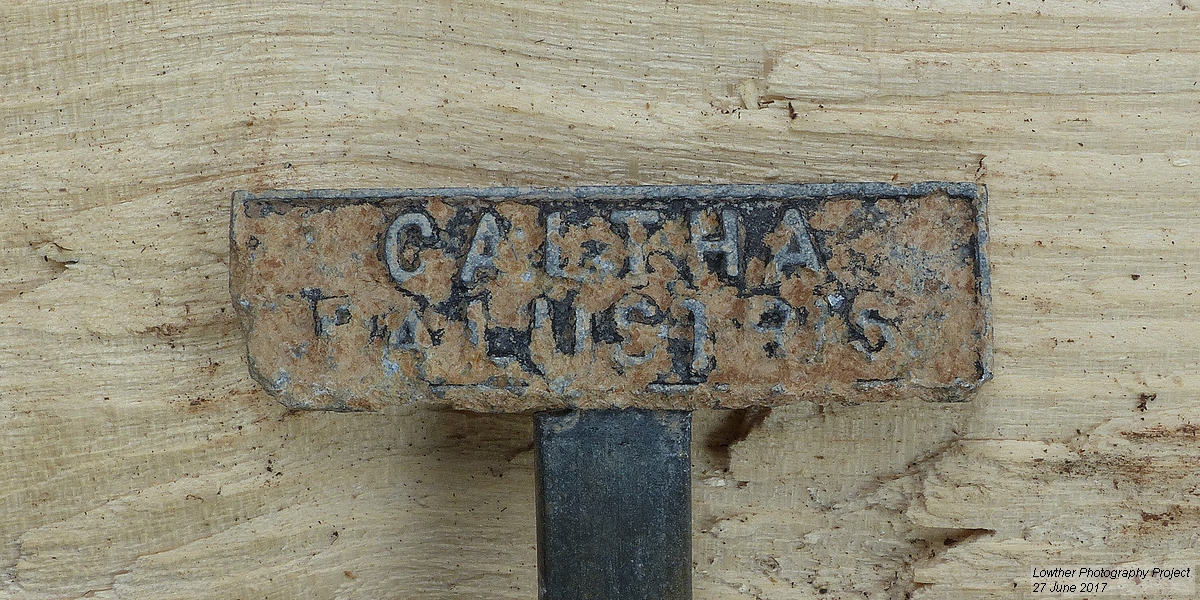 CALTHA
PALUSTRIS
Lowther Photography Project
27 June 2017